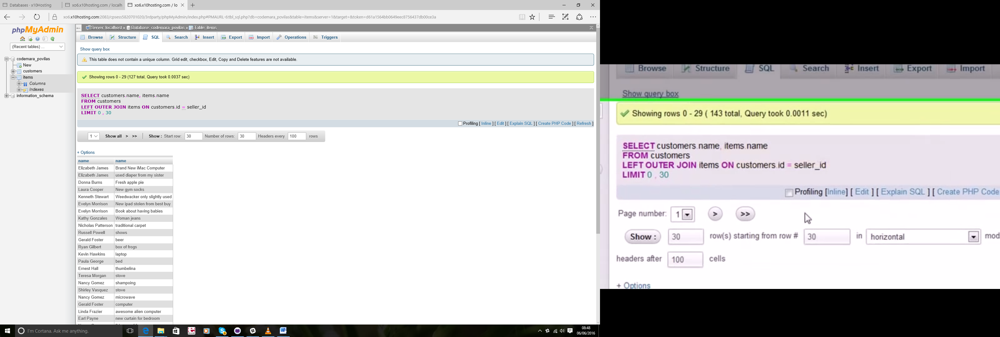 Databases - x10Hosting
xo6.x10hosting.com / localh
xo6.x10hosting.com / lo
xo6.x10hosting.com:2083/cpsess5820701020/3rdparty/phpMyAdmin/index.php#PMAURL-6:tbl_sql.php?db=codemara_povilas&table=items&server=1&target=&token=d61a1564bb0649eec8756437db00ce3a
phpMyAdmin
(Recent tables) ...
codemara_povilas
New
customers
items
Columns
Indexes
information_schema
Server: localhost » Database: codemara_povilas » Table: items
Browse Structure SQL Search Insert Export Import Operations Triggers
Show query box
This table does not contain a unique column. Grid edit, checkbox, Edit, Copy and Delete features are not available.
Showing rows 0 - 29 (127 total, Query took 0.0037 sec)
SELECT customers.name, items.name
FROM customers
LEFT OUTER JOIN items ON customers.id = seller_id
LIMIT 0 , 30
Profiling [ Inline ] [ Edit ] [ Explain SQL ] [ Create PHP Code ] [ Refresh ]
1 Show all > >> Show : Start row: 30 Number of rows: 30 Headers every 100 rows
+ Options
name name
Elizabeth James Brand New iMac Computer
Elizabeth James used diaper from my sister
Donna Burns Fresh apple pie
Laura Cooper New gym socks
Kenneth Stewart Weedwacker only slightly used
Evelyn Morrison New ipad stolen from best buy
Evelyn Morrison Book about having babies
Kathy Gonzales Woman jeans
Nicholas Patterson traditional carpet
Russell Powell shows
Gerald Foster beer
Ryan Gilbert box of frogs
Kevin Hawkins laptop
Paula George bed
Ernest Hall thumbelina
Teresa Morgan stove
Nancy Gomez shampoing
Shirley Vasquez stove
Nancy Gomez microwave
Gerald Foster computer
Linda Frazier awesome alien computer
Earl Payne new curtain for bedroom
I'm Cortana. Ask me anything.
08:48
06/06/2016
Browse Structure SQL Search Insert Export Import
Show query box
Showing rows 0 - 29 ( 143 total, Query took 0.0011 sec)
SELECT customers.name, items.name
FROM customers
LEFT OUTER JOIN items ON customers.id = seller_id
LIMIT 0 , 30
Profiling [Inline] [ Edit ] [ Explain SQL ] [ Create PHP Code
Page number: 1 > >>
Show : 30 row(s) starting from row # 30 in horizontal mod
headers after 100 cells
+ Options